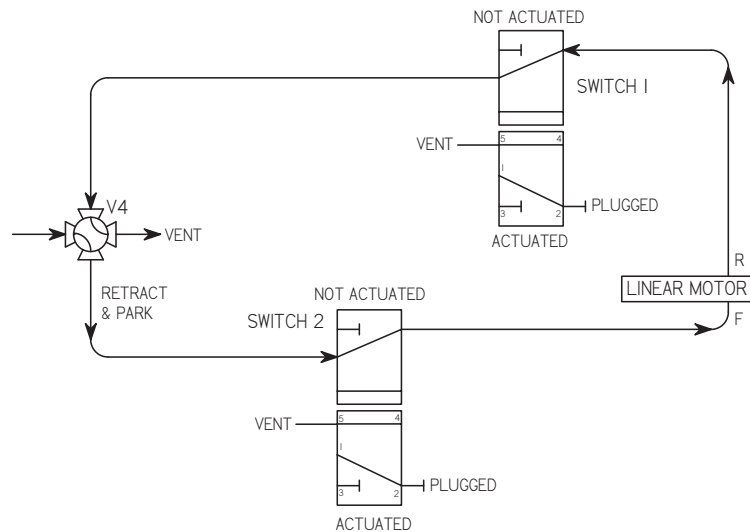 NOT ACTUATED
SWITCH 1
VENT
5 4
1
3 2
PLUGGED
ACTUATED
V4
VENT
RETRACT
& PARK
R
LINEAR MOTOR
F
NOT ACTUATED
SWITCH 2
VENT
5 4
1
3 2
PLUGGED
ACTUATED